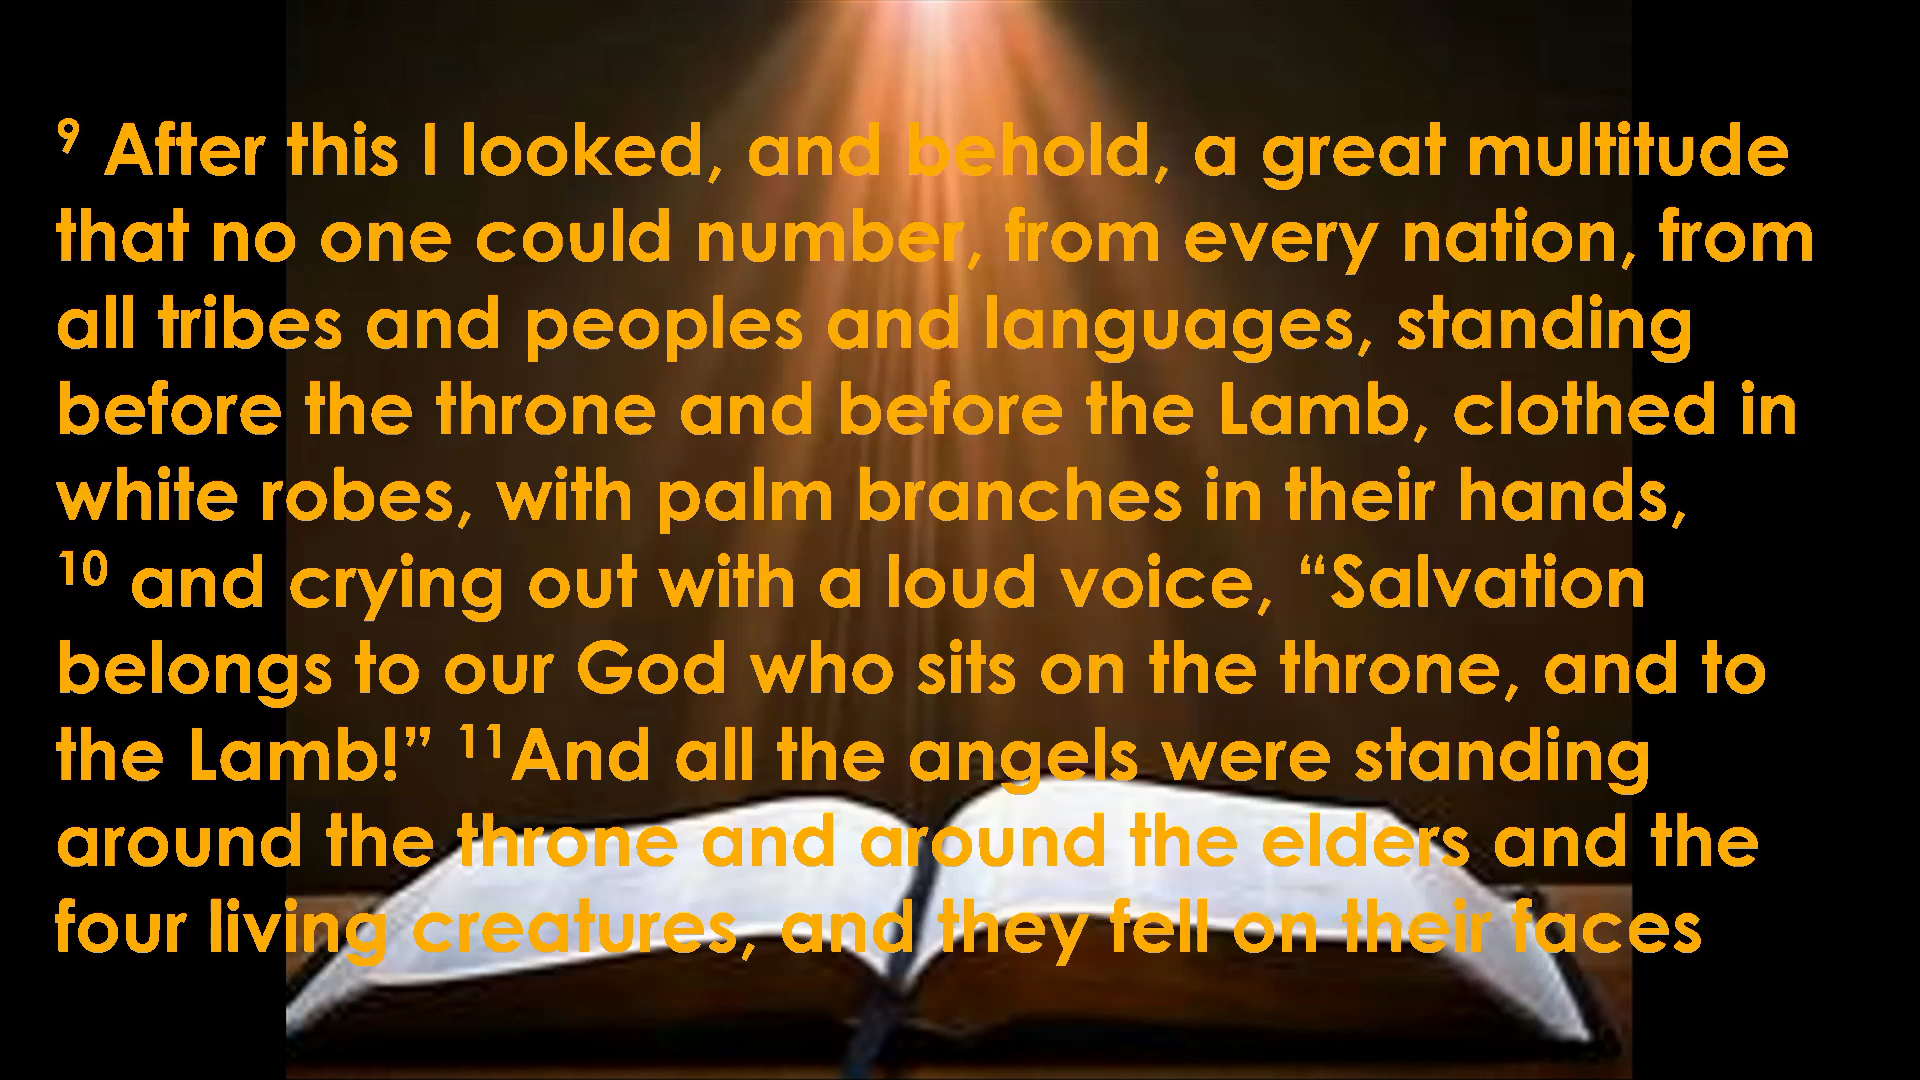 9 After this I looked, and behold, a great multitude
that no one could number, from every nation, from
all tribes and peoples and languages, standing
before the throne and before the Lamb, clothed in
white robes, with palm branches in their hands,
10 and crying out with a loud voice, “Salvation
belongs to our God who sits on the throne, and to
the Lamb!” 11And all the angels were standing
around the throne and around the elders and the
four living creatures, and they fell on their faces